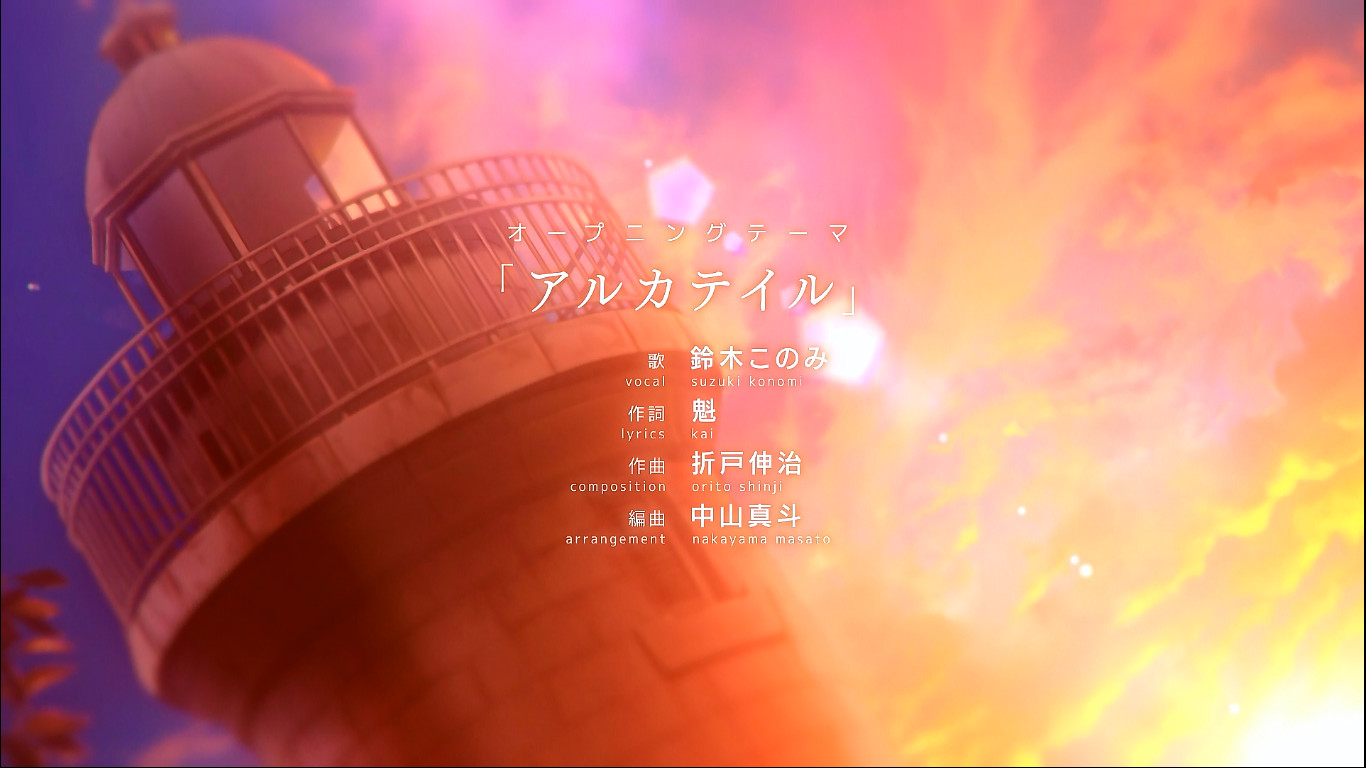 オープニングテーマ
「アルカテイル」
歌 鈴木このみ
vocal suzuki konomi
作詞 魁
lyrics kai
作曲 折戸伸治
composition orito shinji
編曲 中山真斗
arrangement nakayama masato